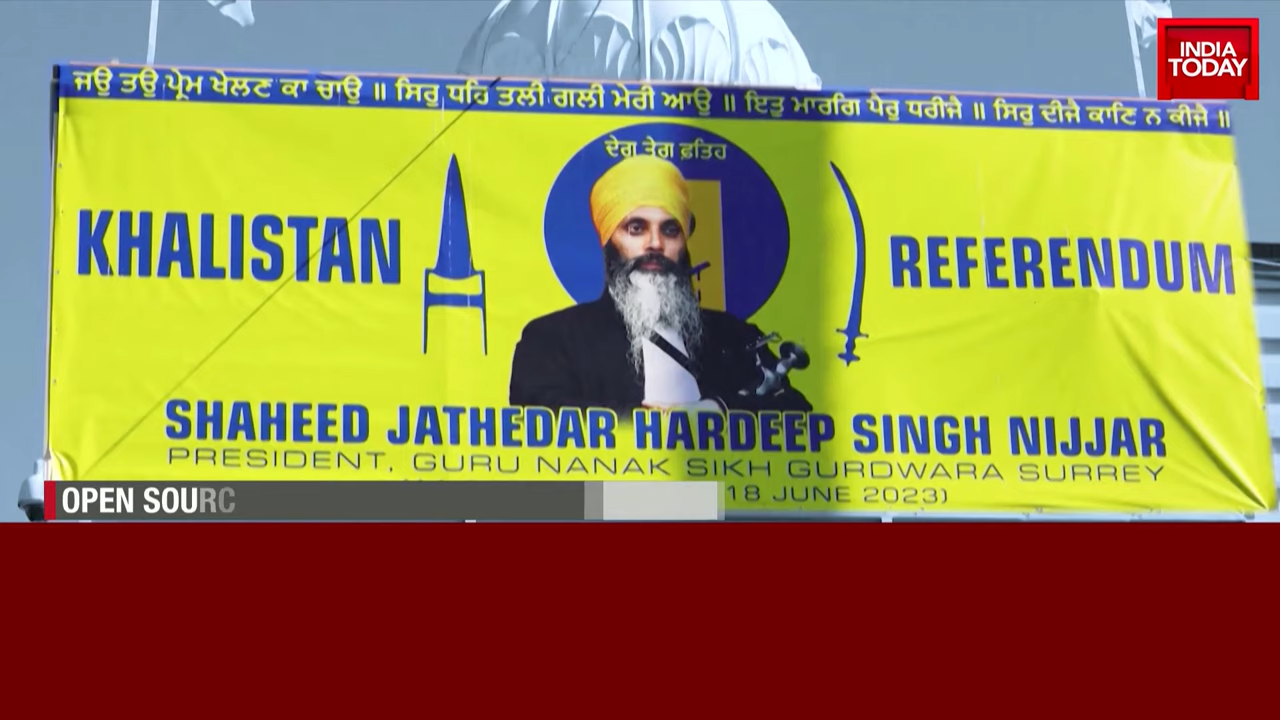 INDIA
TODAY
ਜਉ ਤਉ ਪ੍ਰੇਮ ਖੇਲਣ ਕਾ ਚਾਉ ॥ ਸਿਰੁ ਧਰਿ ਤਲੀ ਗਲੀ ਮੇਰੀ ਆਉ ॥ ਇਤੁ ਮਾਰਗਿ ਪੈਰੁ ਧਰੀਜੈ ॥ ਸਿਰੁ ਦੀਜੈ ਕਾਣਿ ਨ ਕੀਜੈ ॥
ਦੇਗ ਤੇਗ ਫ਼ਤਿਹ
KHALISTAN REFERENDUM
SHAHEED JATHEDAR HARDEEP SINGH NIJJAR
PRESIDENT, GURU NANAK SIKH GURDWARA SURREY
18 JUNE 2023)
OPEN SOURC